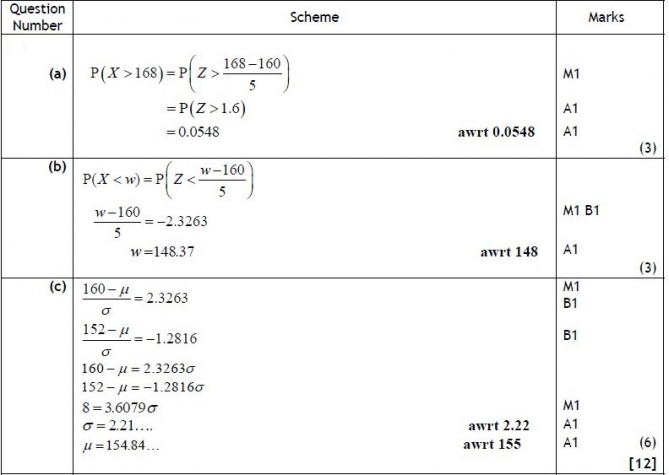 Question Number Scheme Marks
(a) P(X > 168) = P(Z > (168 − 160)/5) M1
= P(Z > 1.6) A1
= 0.0548 awrt 0.0548 A1
(3)
(b) P(X < w) = P(Z < (w − 160)/5)
(w − 160)/5 = −2.3263 M1 B1
w = 148.37 awrt 148 A1
(3)
(c) (160 − μ)/σ = 2.3263 M1 B1
(152 − μ)/σ = −1.2816 B1
160 − μ = 2.3263σ
152 − μ = −1.2816σ
8 = 3.6079σ M1
σ = 2.21.... awrt 2.22 A1
μ = 154.84... awrt 155 A1 (6)
[12]